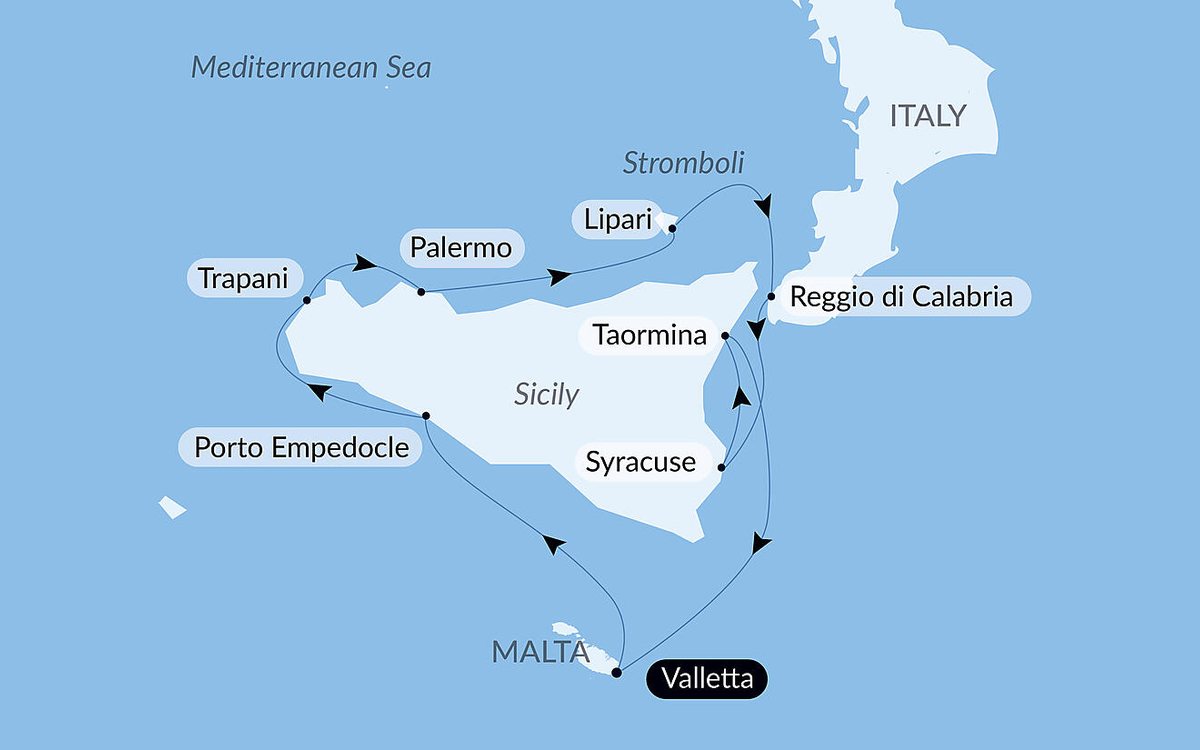 Mediterranean Sea
ITALY
Stromboli
Lipari
Palermo
Trapani
Reggio di Calabria
Taormina
Sicily
Porto Empedocle
Syracuse
MALTA
Valletta